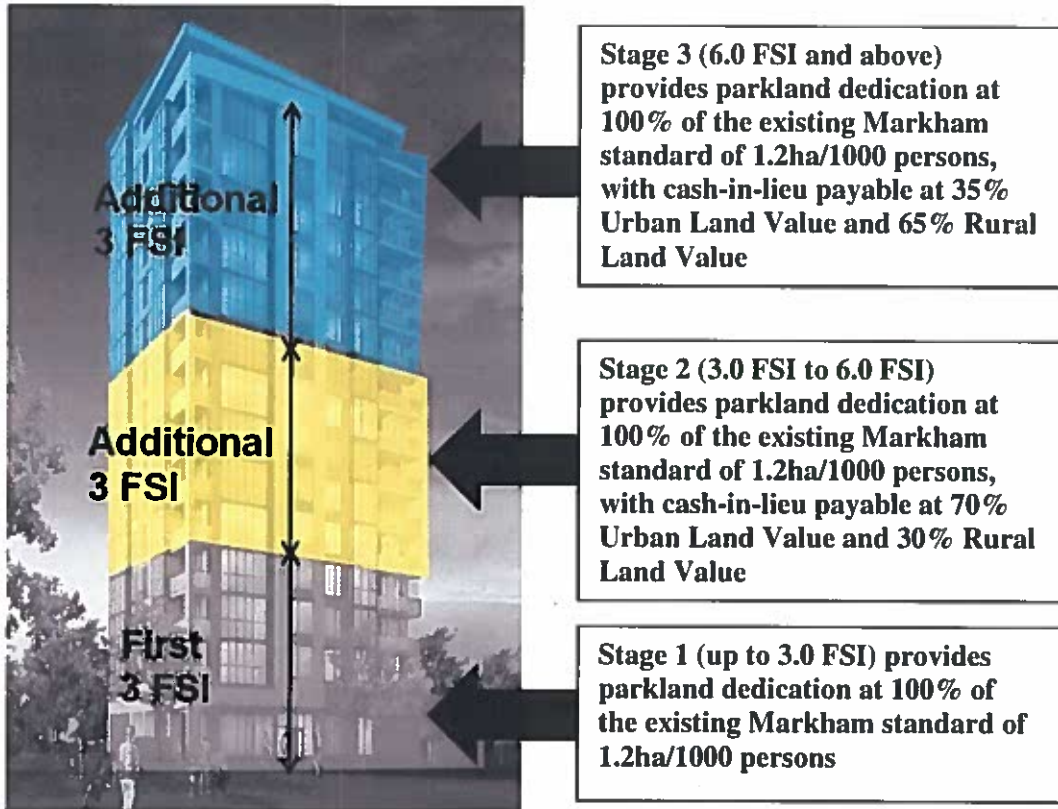 Additional
3 FSI
Stage 3 (6.0 FSI and above)
provides parkland dedication at
100% of the existing Markham
standard of 1.2ha/1000 persons,
with cash-in-lieu payable at 35%
Urban Land Value and 65% Rural
Land Value
Additional
3 FSI
Stage 2 (3.0 FSI to 6.0 FSI)
provides parkland dedication at
100% of the existing Markham
standard of 1.2ha/1000 persons,
with cash-in-lieu payable at 70%
Urban Land Value and 30% Rural
Land Value
First
3 FSI
Stage 1 (up to 3.0 FSI) provides
parkland dedication at 100% of
the existing Markham standard of
1.2ha/1000 persons